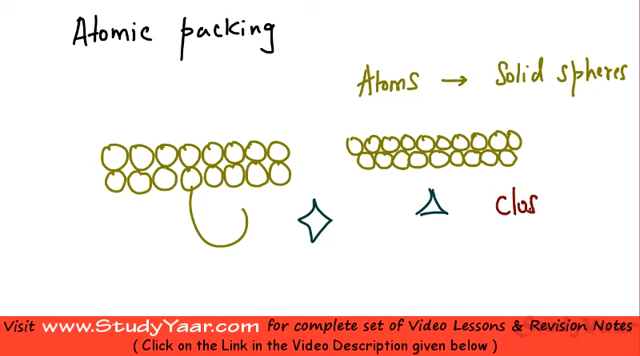 Atomic packing
Atoms → Solid spheres
clos
Visit www.StudyYaar.com for complete set of Video Lessons & Revision Notes
( Click on the Link in the Video Description given below )